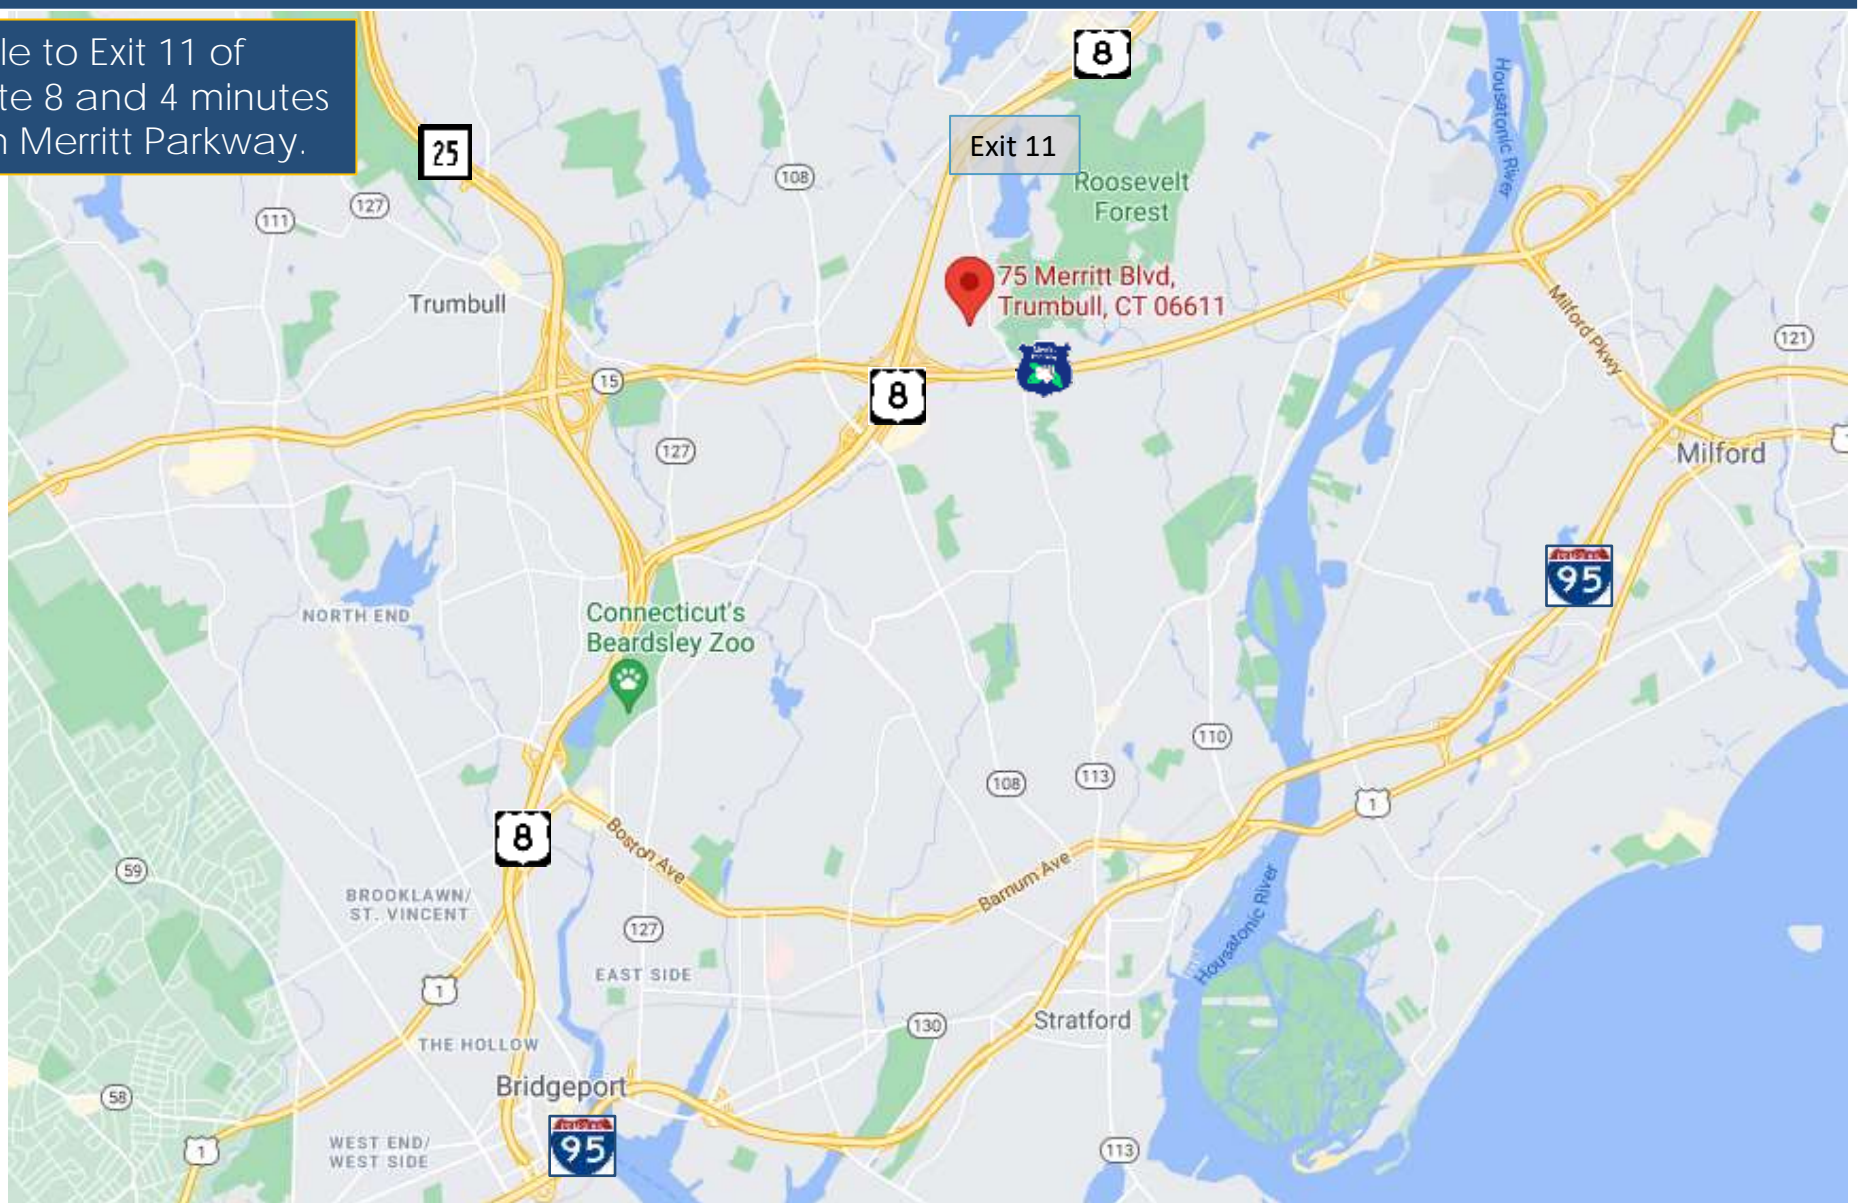 le to Exit 11 of
te 8 and 4 minutes
Merritt Parkway.
8
Housatonic River
25
Exit 11
108
Roosevelt
Forest
127
111
75 Merritt Blvd,
Trumbull, CT 06611
Trumbull
Milford Pkwy
121
15
8
Milford
127
95
Connecticut's
Beardsley Zoo
NORTH END
110
108
113
1
8
Boston Ave
59
Barnum Ave
BROOKLAWN/
ST. VINCENT
127
Housatonic River
EAST SIDE
1
130
Stratford
THE HOLLOW
Bridgeport
58
95
WEST END/
WEST SIDE
1
113